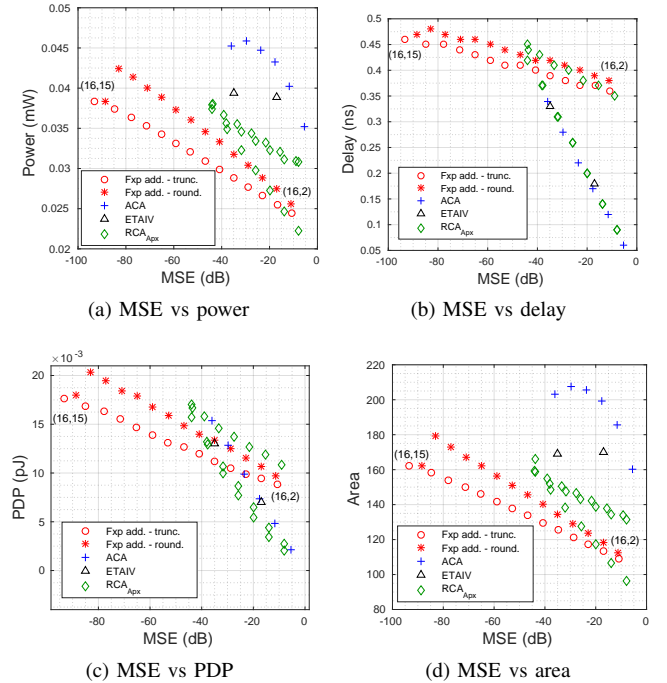 0.05
0.045
0.04
0.035
0.03
0.025
0.02
Power (mW)
(16,15)
(16,2)
Fxp add. - trunc.
Fxp add. - round.
ACA
ETAIV
RCA_Apx
-100 -80 -60 -40 -20 0
MSE (dB)
(a) MSE vs power
0.5
0.45
0.4
0.35
0.3
0.25
0.2
0.15
0.1
0.05
Delay (ns)
(16,15)
(16,2)
Fxp add. - trunc.
Fxp add. - round.
ACA
ETAIV
RCA_Apx
-100 -80 -60 -40 -20 0
MSE (dB)
(b) MSE vs delay
× 10^-3
20
15
10
5
0
PDP (pJ)
(16,15)
(16,2)
Fxp add. - trunc.
Fxp add. - round.
ACA
ETAIV
RCA_Apx
-80 -60 -40 -20 0
MSE (dB)
(c) MSE vs PDP
220
200
180
160
140
120
100
80
Area
(16,15)
(16,2)
Fxp add. - trunc.
Fxp add. - round.
ACA
ETAIV
RCA_Apx
-100 -80 -60 -40 -20 0
MSE (dB)
(d) MSE vs area